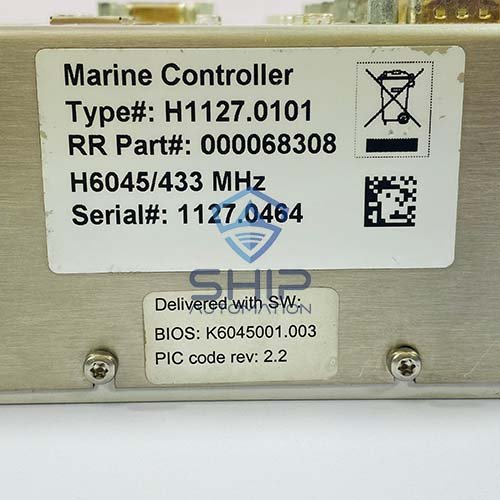 Marine Controller
Type#: H1127.0101
RR Part#: 000068308
H6045/433 MHz
Serial#: 1127.0464
SHIP
AUTOMATION
Delivered with SW:
BIOS: K6045001.003
PIC code rev: 2.2